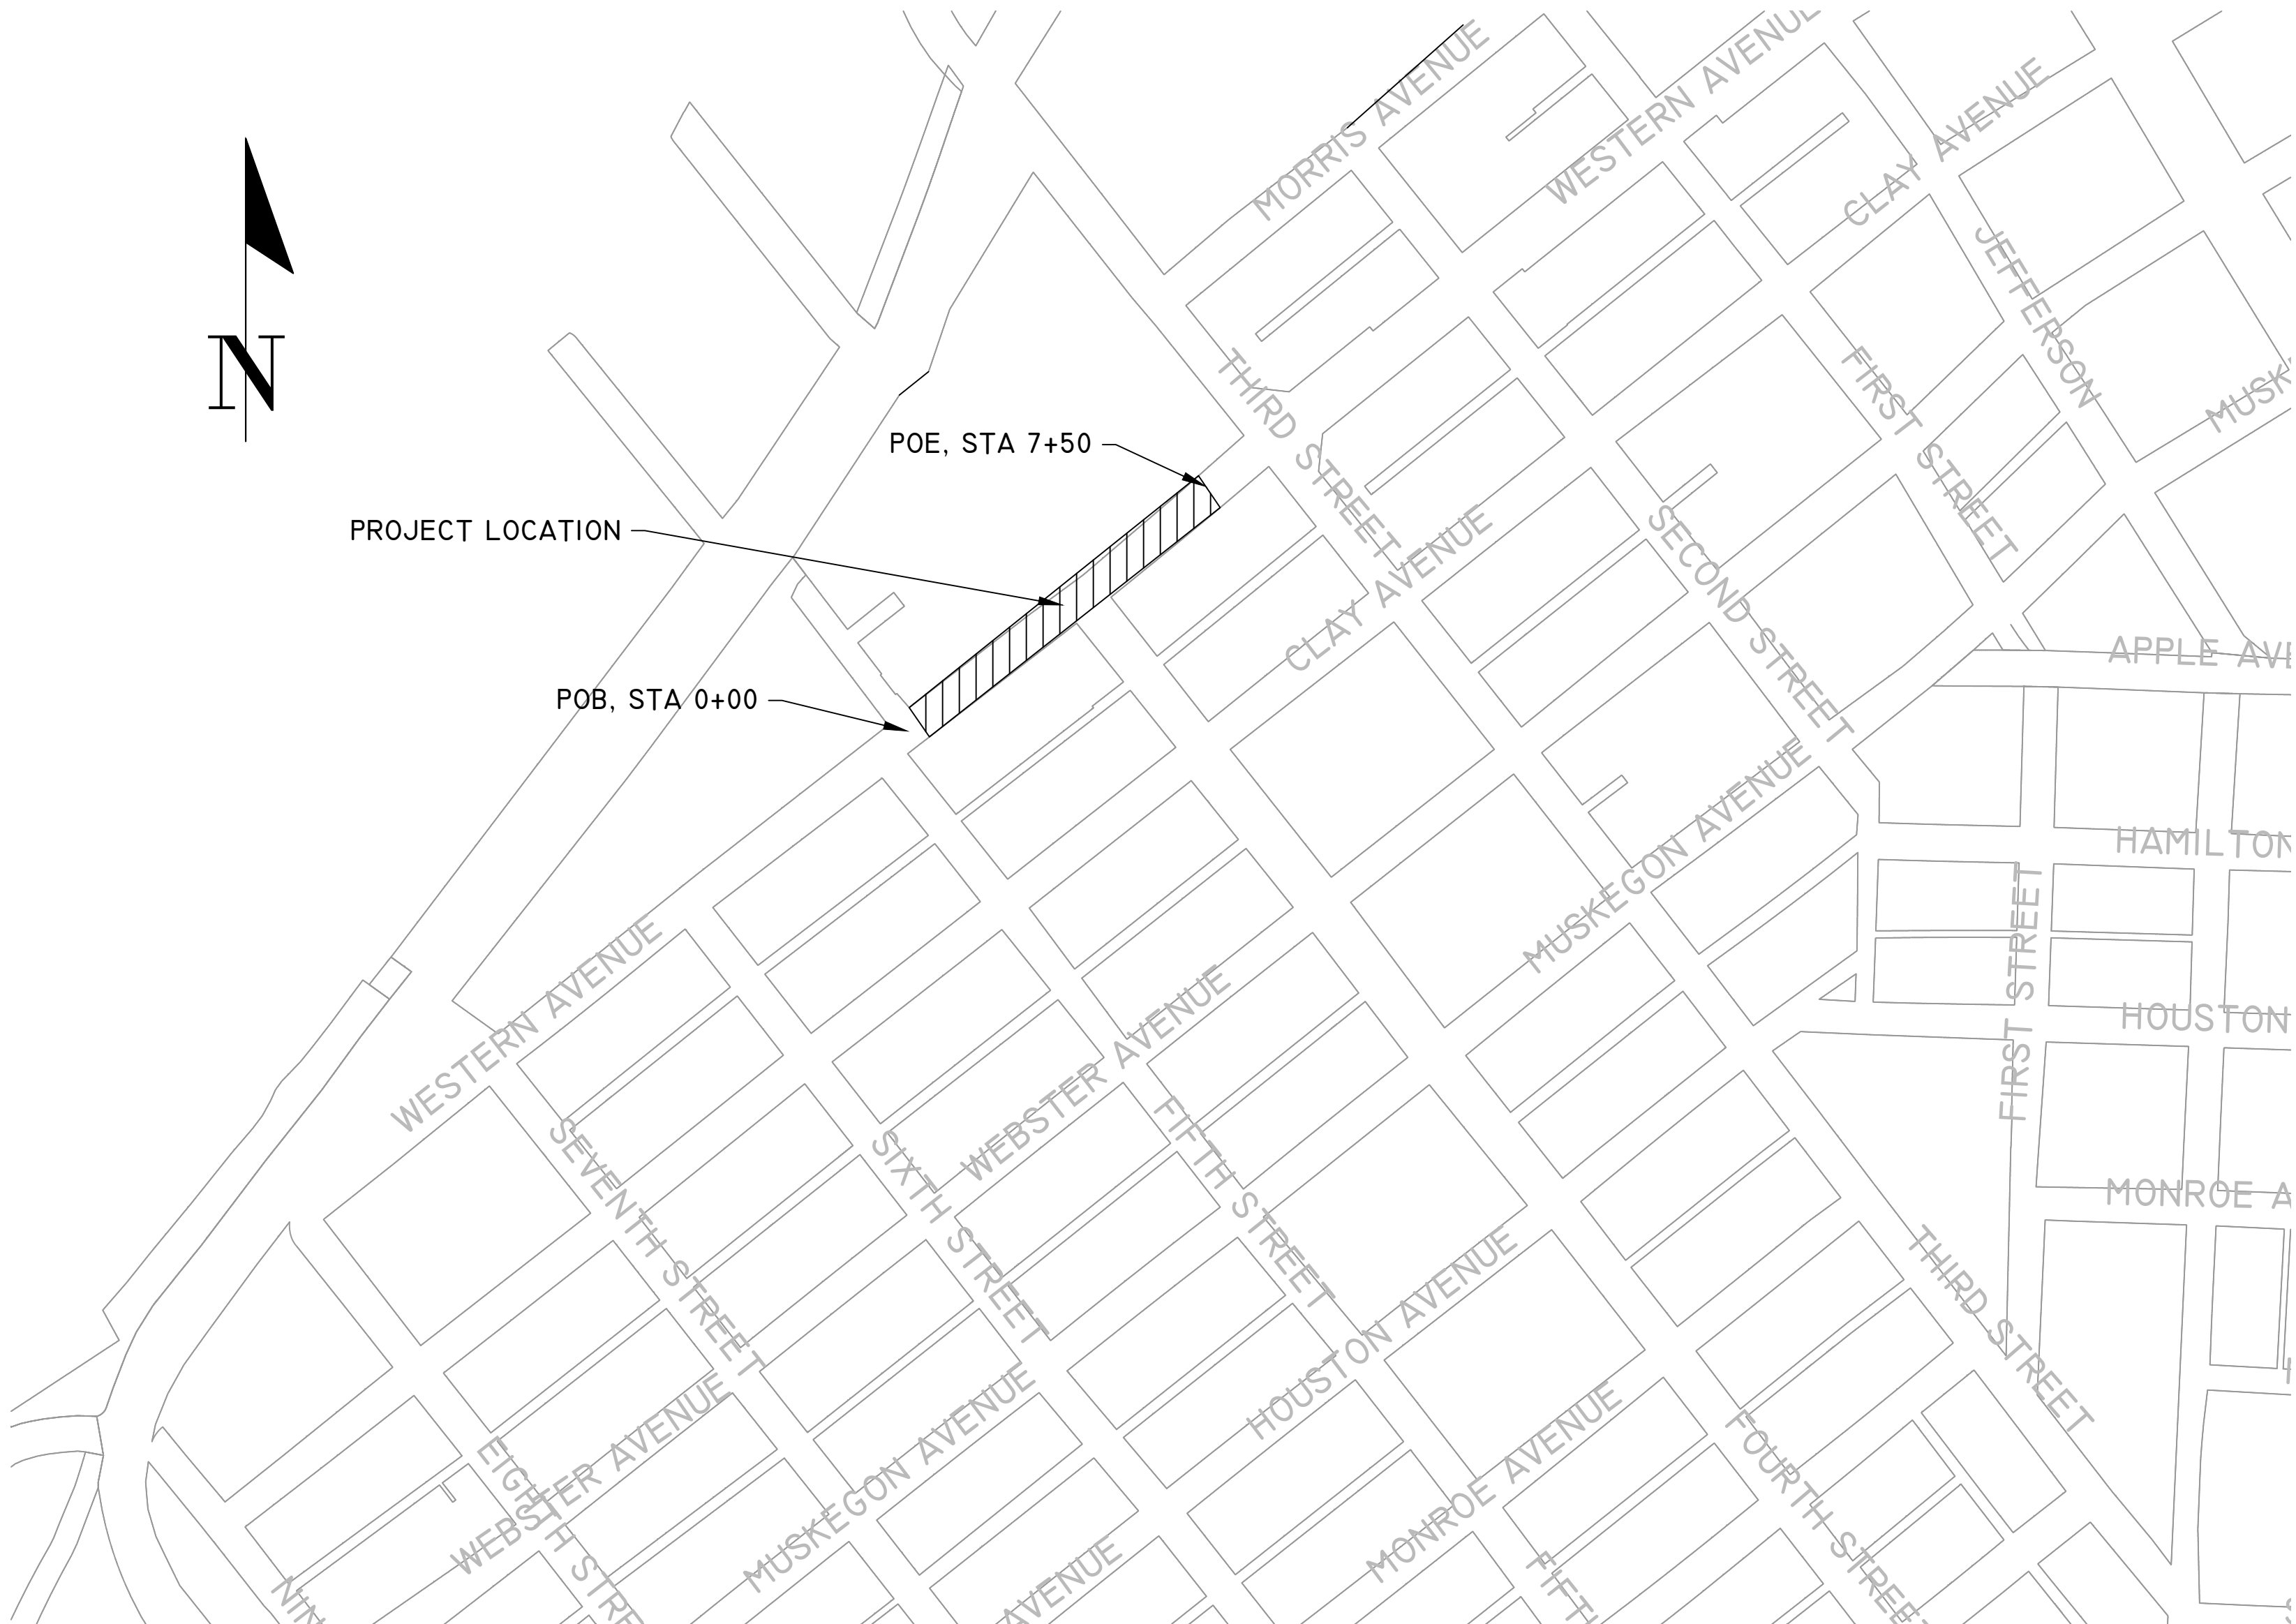 MORRIS AVENUE
WESTERN AVENUE
CLAY AVENUE
JEFFERSON
N
THIRD STREET
FIRST STREET
POE, STA 7+50
PROJECT LOCATION
CLAY AVENUE
SECOND STREET
APPLE
POB, STA 0+00
MUSKEGON AVENUE
HAMILTON
WESTERN AVENUE
WEBSTER AVENUE
FIRST STREET
HOUSTON
SEVENTH STREET
SIXTH STREET
FIFTH STREET
MONROE A
HOUSTON AVENUE
THIRD STREET
WEBSTER AVENUE
MUSKEGON AVENUE
MONROE AVENUE
EIGHTH STRE
FOURTH STREE
AVENUE